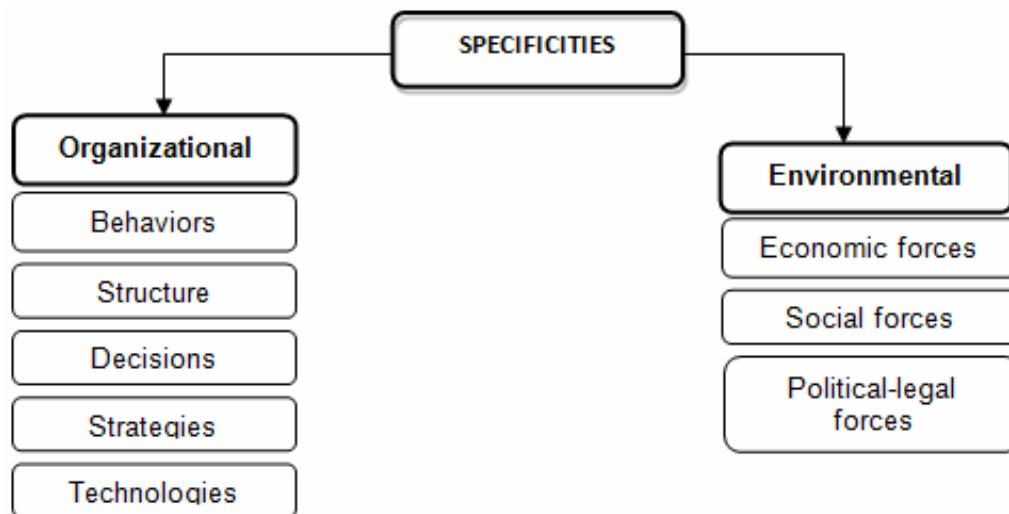 SPECIFICITIES
Organizational
Behaviors
Structure
Decisions
Strategies
Technologies
Environmental
Economic forces
Social forces
Political-legal
forces